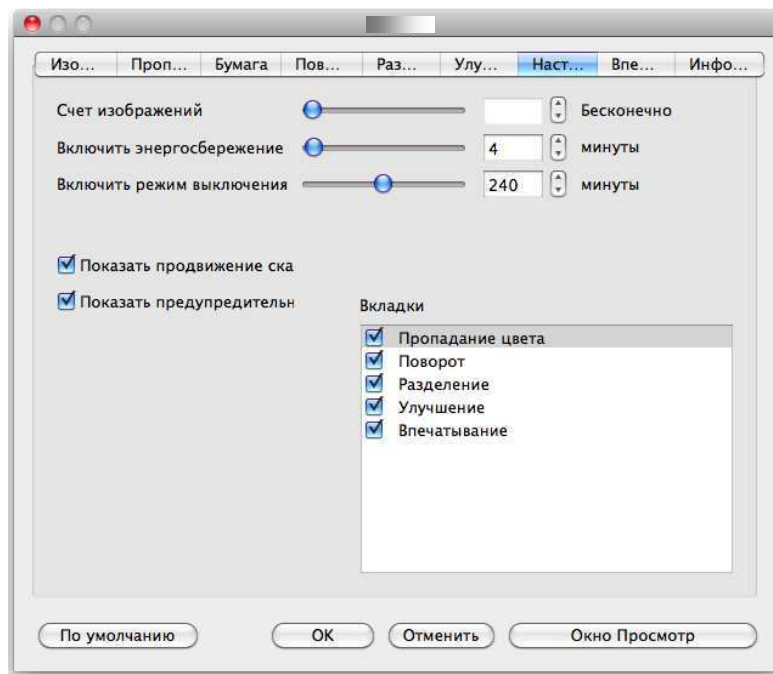 Изо... Проп... Бумага Пов... Раз... Улу... Наст... Впе... Инфо...
Счет изображений Бесконечно
Включить энергосбережение 4 минуты
Включить режим выключения 240 минуты
Показать продвижение ска
Показать предупредительн
Вкладки
Пропадание цвета
Поворот
Разделение
Улучшение
Впечатывание
По умолчанию OK Отменить Окно Просмотр